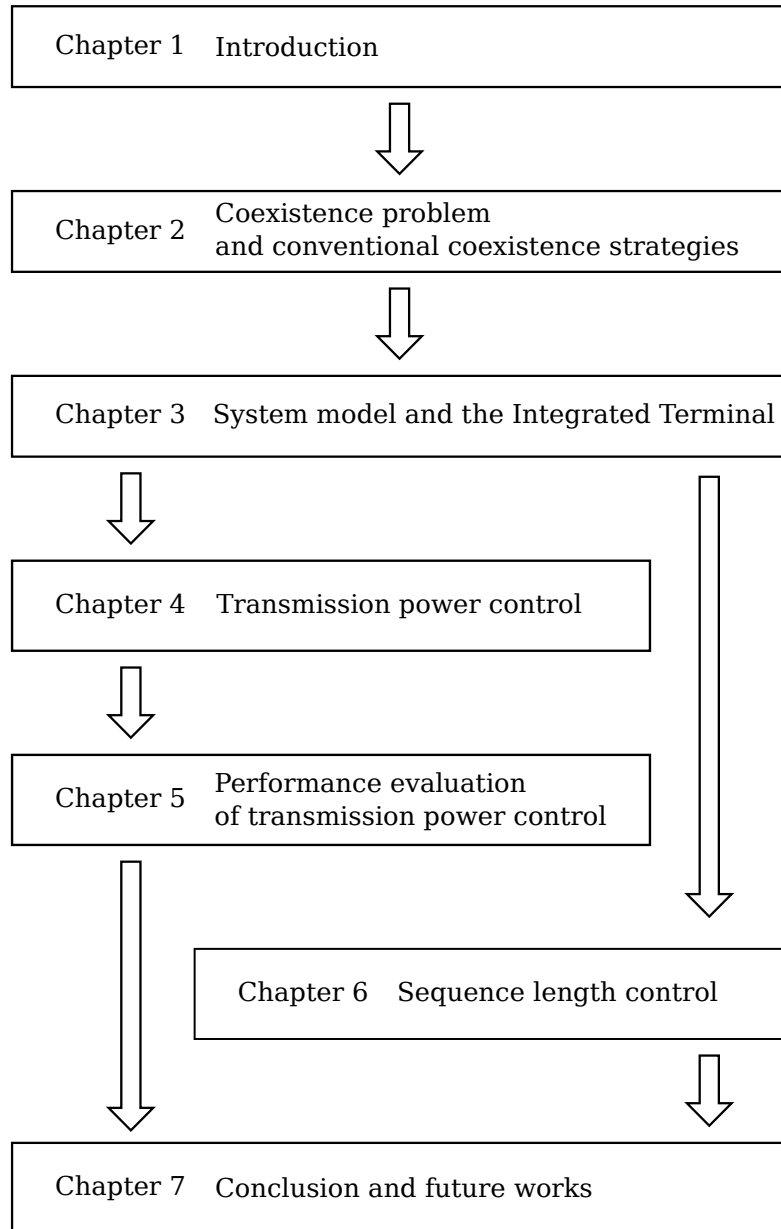 Chapter 1 Introduction
Chapter 2 Coexistence problem
and conventional coexistence strategies
Chapter 3 System model and the Integrated Terminal
Chapter 4 Transmission power control
Chapter 5 Performance evaluation
of transmission power control
Chapter 6 Sequence length control
Chapter 7 Conclusion and future works